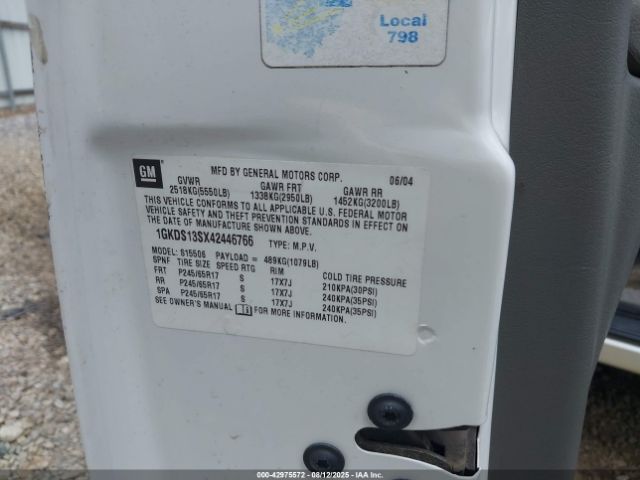 Local
798
GM
MFD BY GENERAL MOTORS CORP. 06/04
GVWR GAWR FRT GAWR RR
2518KG(5550LB) 1338KG(2950LB) 1452KG(3200LB)
THIS VEHICLE CONFORMS TO ALL APPLICABLE U.S. FEDERAL MOTOR
VEHICLE SAFETY AND THEFT PREVENTION STANDARDS IN EFFECT ON
THE DATE OF MANUFACTURE SHOWN ABOVE.
1GKDS13SX42446766 TYPE: M.P.V.
MODEL: S15506 PAYLOAD = 489KG(1079LB)
SPNF TIRE SIZE SPEED RTG RIM COLD TIRE PRESSURE
FRT P245/65R17 S 17X7J 210KPA(30PSI)
RR P245/65R17 S 17X7J 240KPA(35PSI)
SPA P245/65R17 S 17X7J 240KPA(35PSI)
SEE OWNER'S MANUAL FOR MORE INFORMATION.
000-42975572 - 08/12/2025 - IAAI.COM